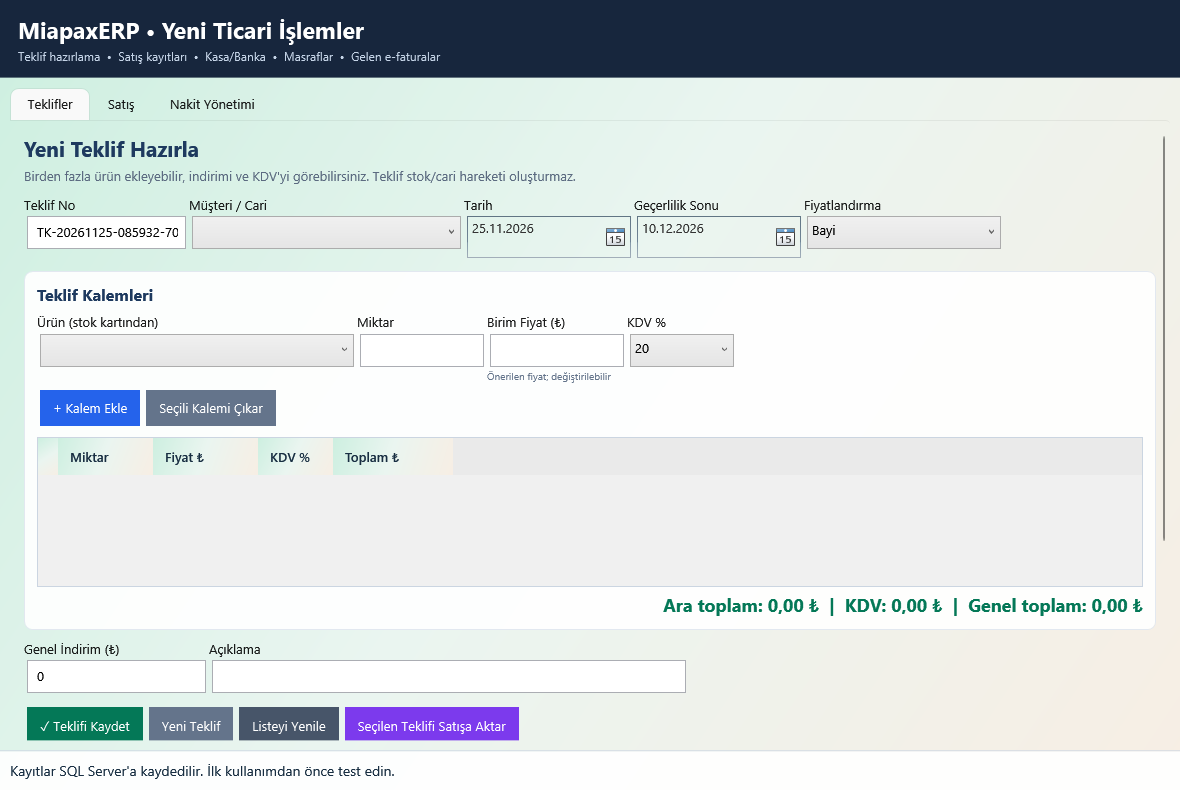 MiapaxERP • Yeni Ticari İşlemler
Teklif hazırlama • Satış kayıtları • Kasa/Banka • Masraflar • Gelen e-faturalar
Teklifler Satış Nakit Yönetimi
Yeni Teklif Hazırla
Birden fazla ürün ekleyebilir, indirimi ve KDV'yi görebilirsiniz. Teklif stok/cari hareketi oluşturmaz.
Teklif No Müşteri / Cari Tarih Geçerlilik Sonu Fiyatlandırma
TK-20261125-085932-70 25.11.2026 15 10.12.2026 15 Bayi
Teklif Kalemleri
Ürün (stok kartından) Miktar Birim Fiyat (₺) KDV %
20
Önerilen fiyat; değiştirilebilir
+ Kalem Ekle Seçili Kalemi Çıkar
Miktar Fiyat ₺ KDV % Toplam ₺
Ara toplam: 0,00 ₺ | KDV: 0,00 ₺ | Genel toplam: 0,00 ₺
Genel İndirim (₺) Açıklama
0
✓ Teklifi Kaydet Yeni Teklif Listeyi Yenile Seçilen Teklifi Satışa Aktar
Kayıtlar SQL Server'a kaydedilir. İlk kullanımdan önce test edin.